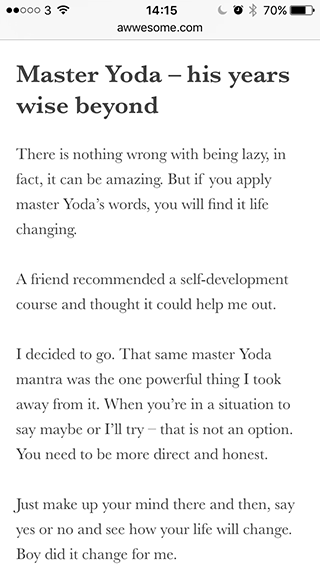 3 14:15 70%
awwesome.com
Master Yoda – his years
wise beyond
There is nothing wrong with being lazy, in
fact, it can be amazing. But if you apply
master Yoda’s words, you will find it life
changing.
A friend recommended a self-development
course and thought it could help me out.
I decided to go. That same master Yoda
mantra was the one powerful thing I took
away from it. When you’re in a situation to
say maybe or I’ll try – that is not an option.
You need to be more direct and honest.
Just make up your mind there and then, say
yes or no and see how your life will change.
Boy did it change for me.